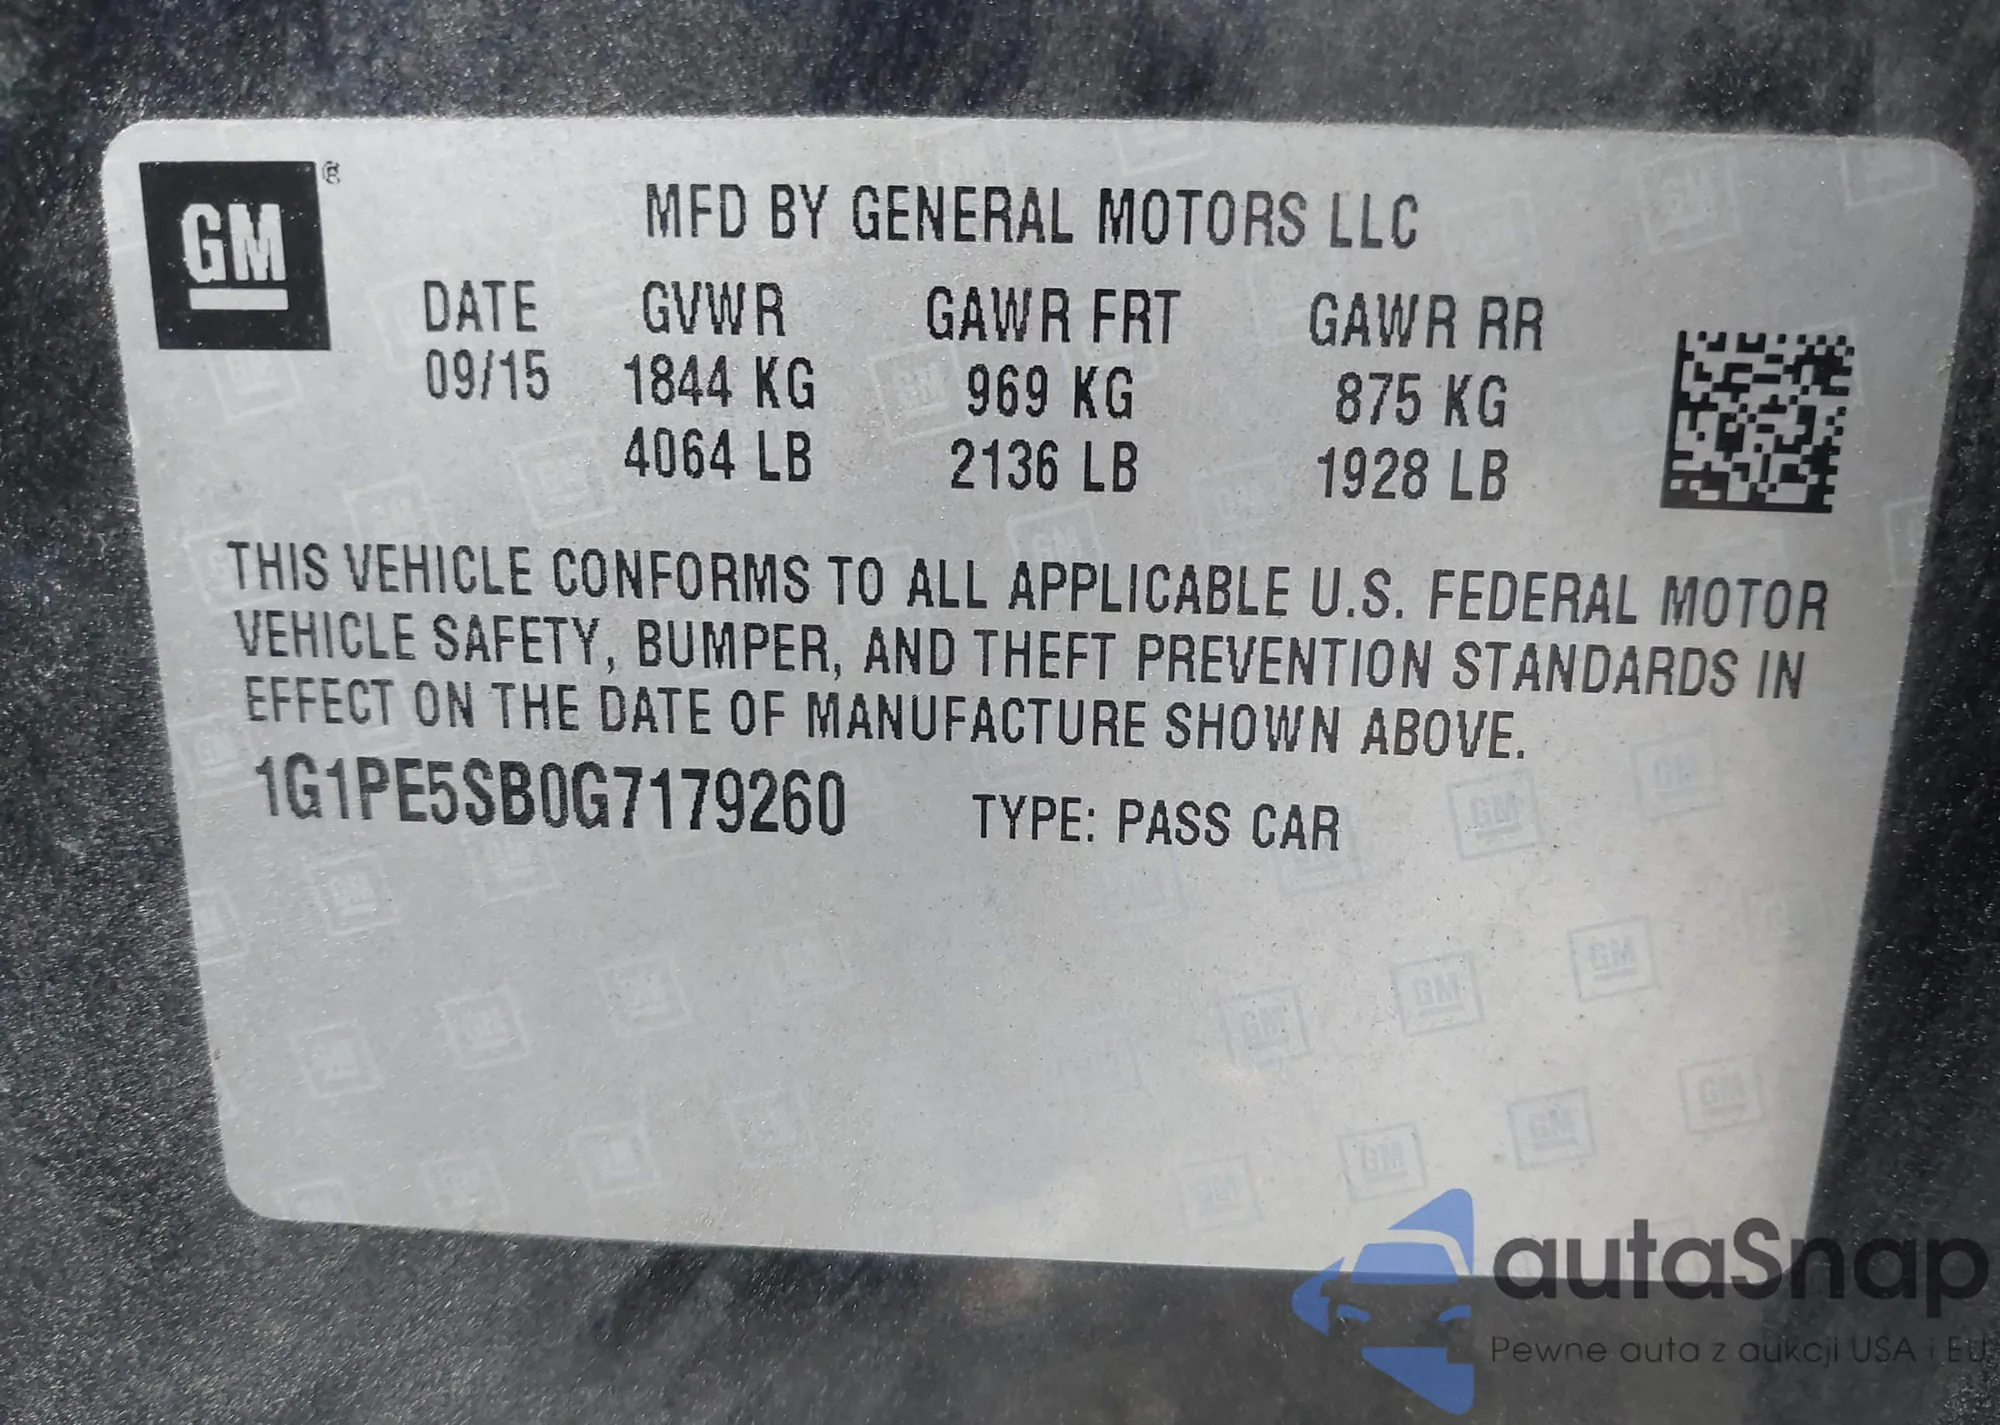 GM®
MFD BY GENERAL MOTORS LLC
DATE GVWR GAWR FRT GAWR RR
09/15 1844 KG 969 KG 875 KG
4064 LB 2136 LB 1928 LB
THIS VEHICLE CONFORMS TO ALL APPLICABLE U.S. FEDERAL MOTOR
VEHICLE SAFETY, BUMPER, AND THEFT PREVENTION STANDARDS IN
EFFECT ON THE DATE OF MANUFACTURE SHOWN ABOVE.
1G1PE5SB0G7179260 TYPE: PASS CAR
autaSnap
Pewne auta z aukcji USA i EU